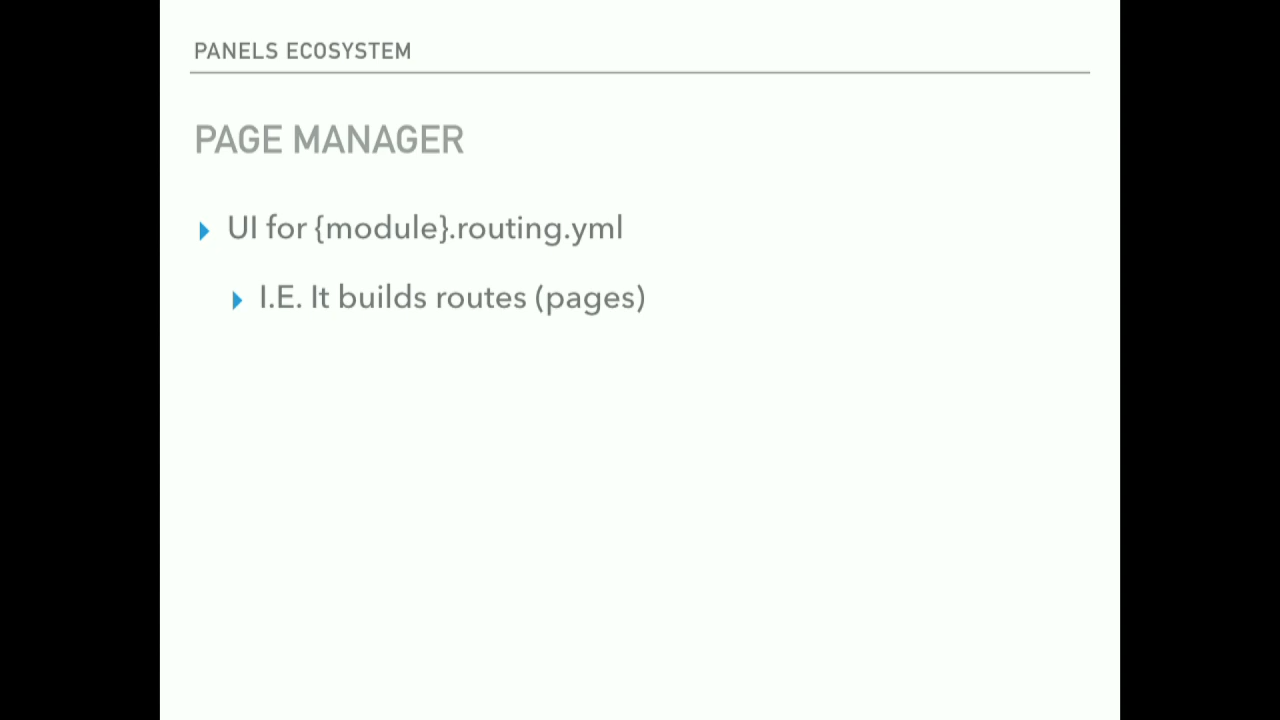 PANELS ECOSYSTEM
PAGE MANAGER
UI for {module}.routing.yml
I.E. It builds routes (pages)